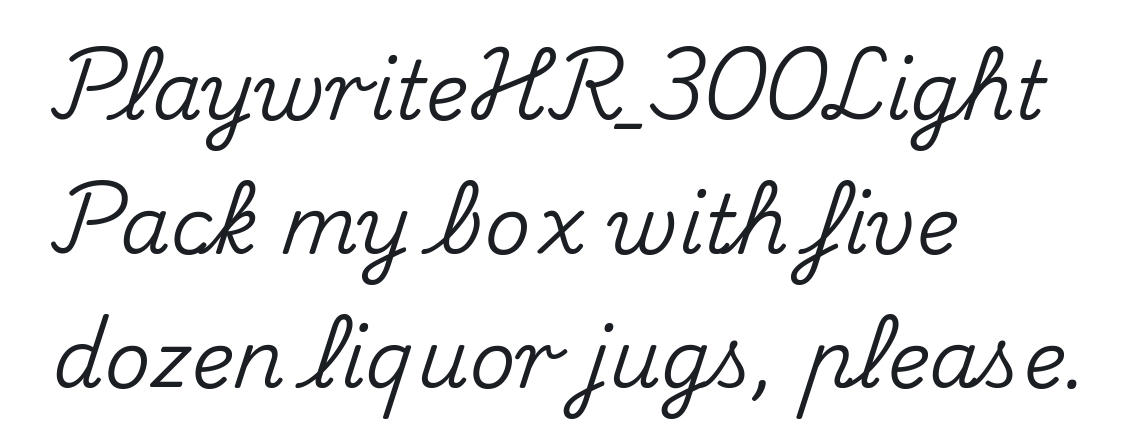 PlaywriteHR_300Light
Pack my box with five
dozen liquor jugs, please.